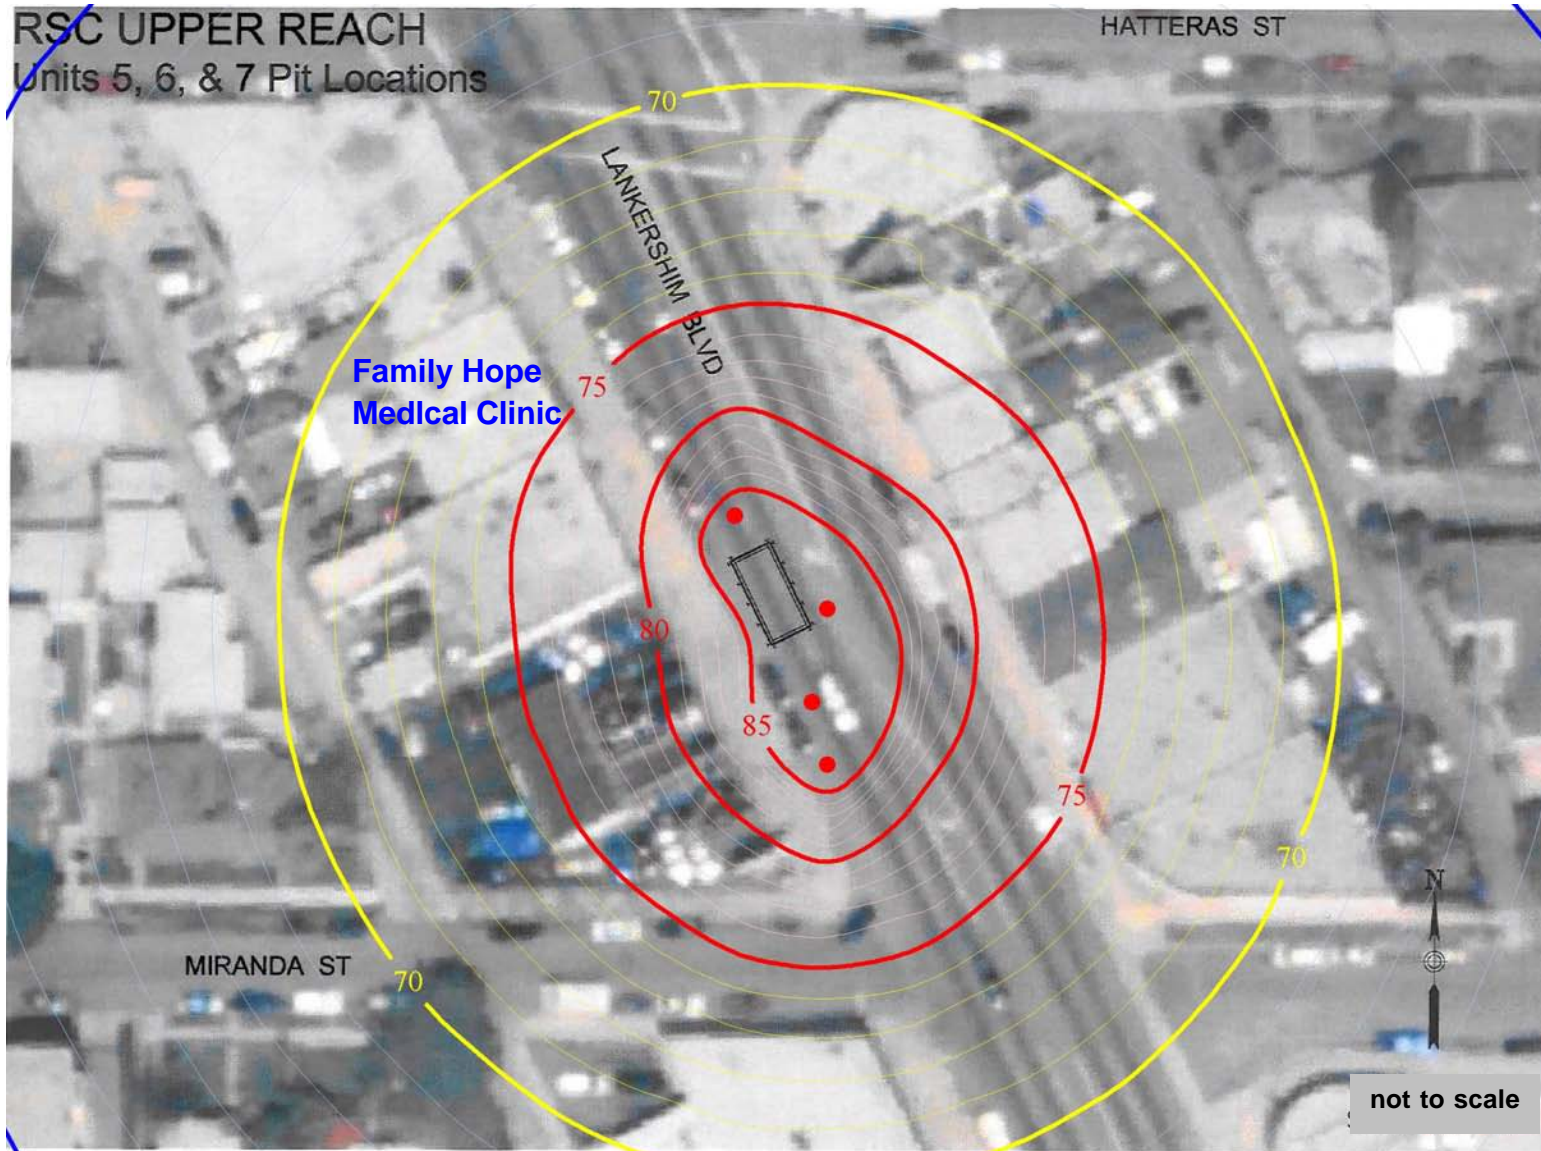 RSC UPPER REACH
Units 5, 6, & 7 Pit Locations
HATTERAS ST
70
LANKERSHIM BLVD
Family Hope
MedIcal Clinic
75
80
85
75
70
MIRANDA ST
70
N
not to scale